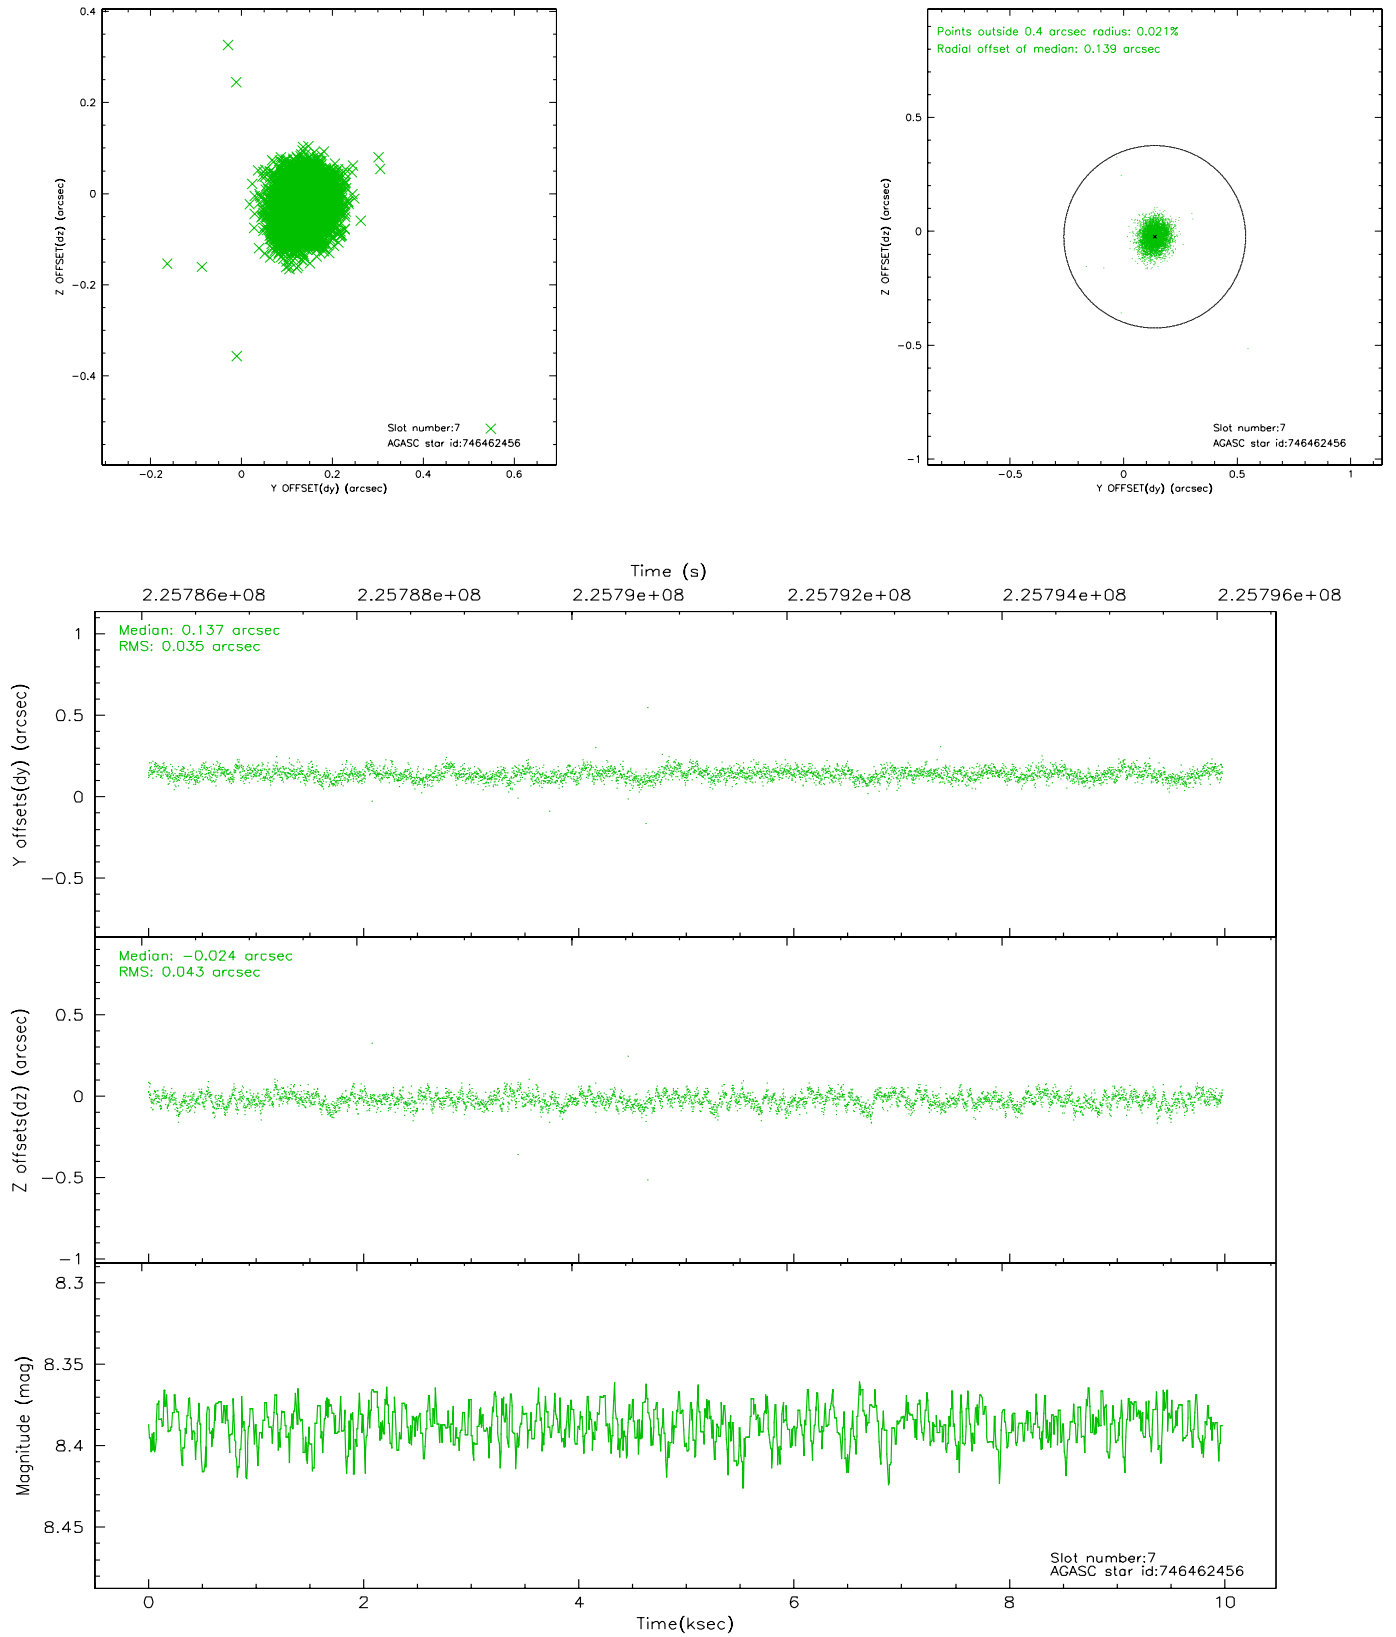 0.4
0.2
0
−0.2
−0.4
Z OFFSET(dz) (arcsec)
Slot number:7
AGASC star id:746462456
−0.2 0 0.2 0.4 0.6
Y OFFSET(dy) (arcsec)
Points outside 0.4 arcsec radius: 0.021%
Radial offset of median: 0.139 arcsec
0.5
0
−0.5
−1
Z OFFSET(dz) (arcsec)
Slot number:7
AGASC star id:746462456
−0.5 0 0.5 1
Y OFFSET(dy) (arcsec)
Time (s)
2.25786e+08 2.25788e+08 2.2579e+08 2.25792e+08 2.25794e+08 2.25796e+08
Median: 0.137 arcsec
RMS: 0.035 arcsec
1
0.5
0
−0.5
Y offsets(dy) (arcsec)
Median: −0.024 arcsec
RMS: 0.043 arcsec
0.5
0
−0.5
−1
Z offsets(dz) (arcsec)
8.3
8.35
8.4
8.45
Magnitude (mag)
Slot number:7
AGASC star id:746462456
0 2 4 6 8 10
Time(ksec)